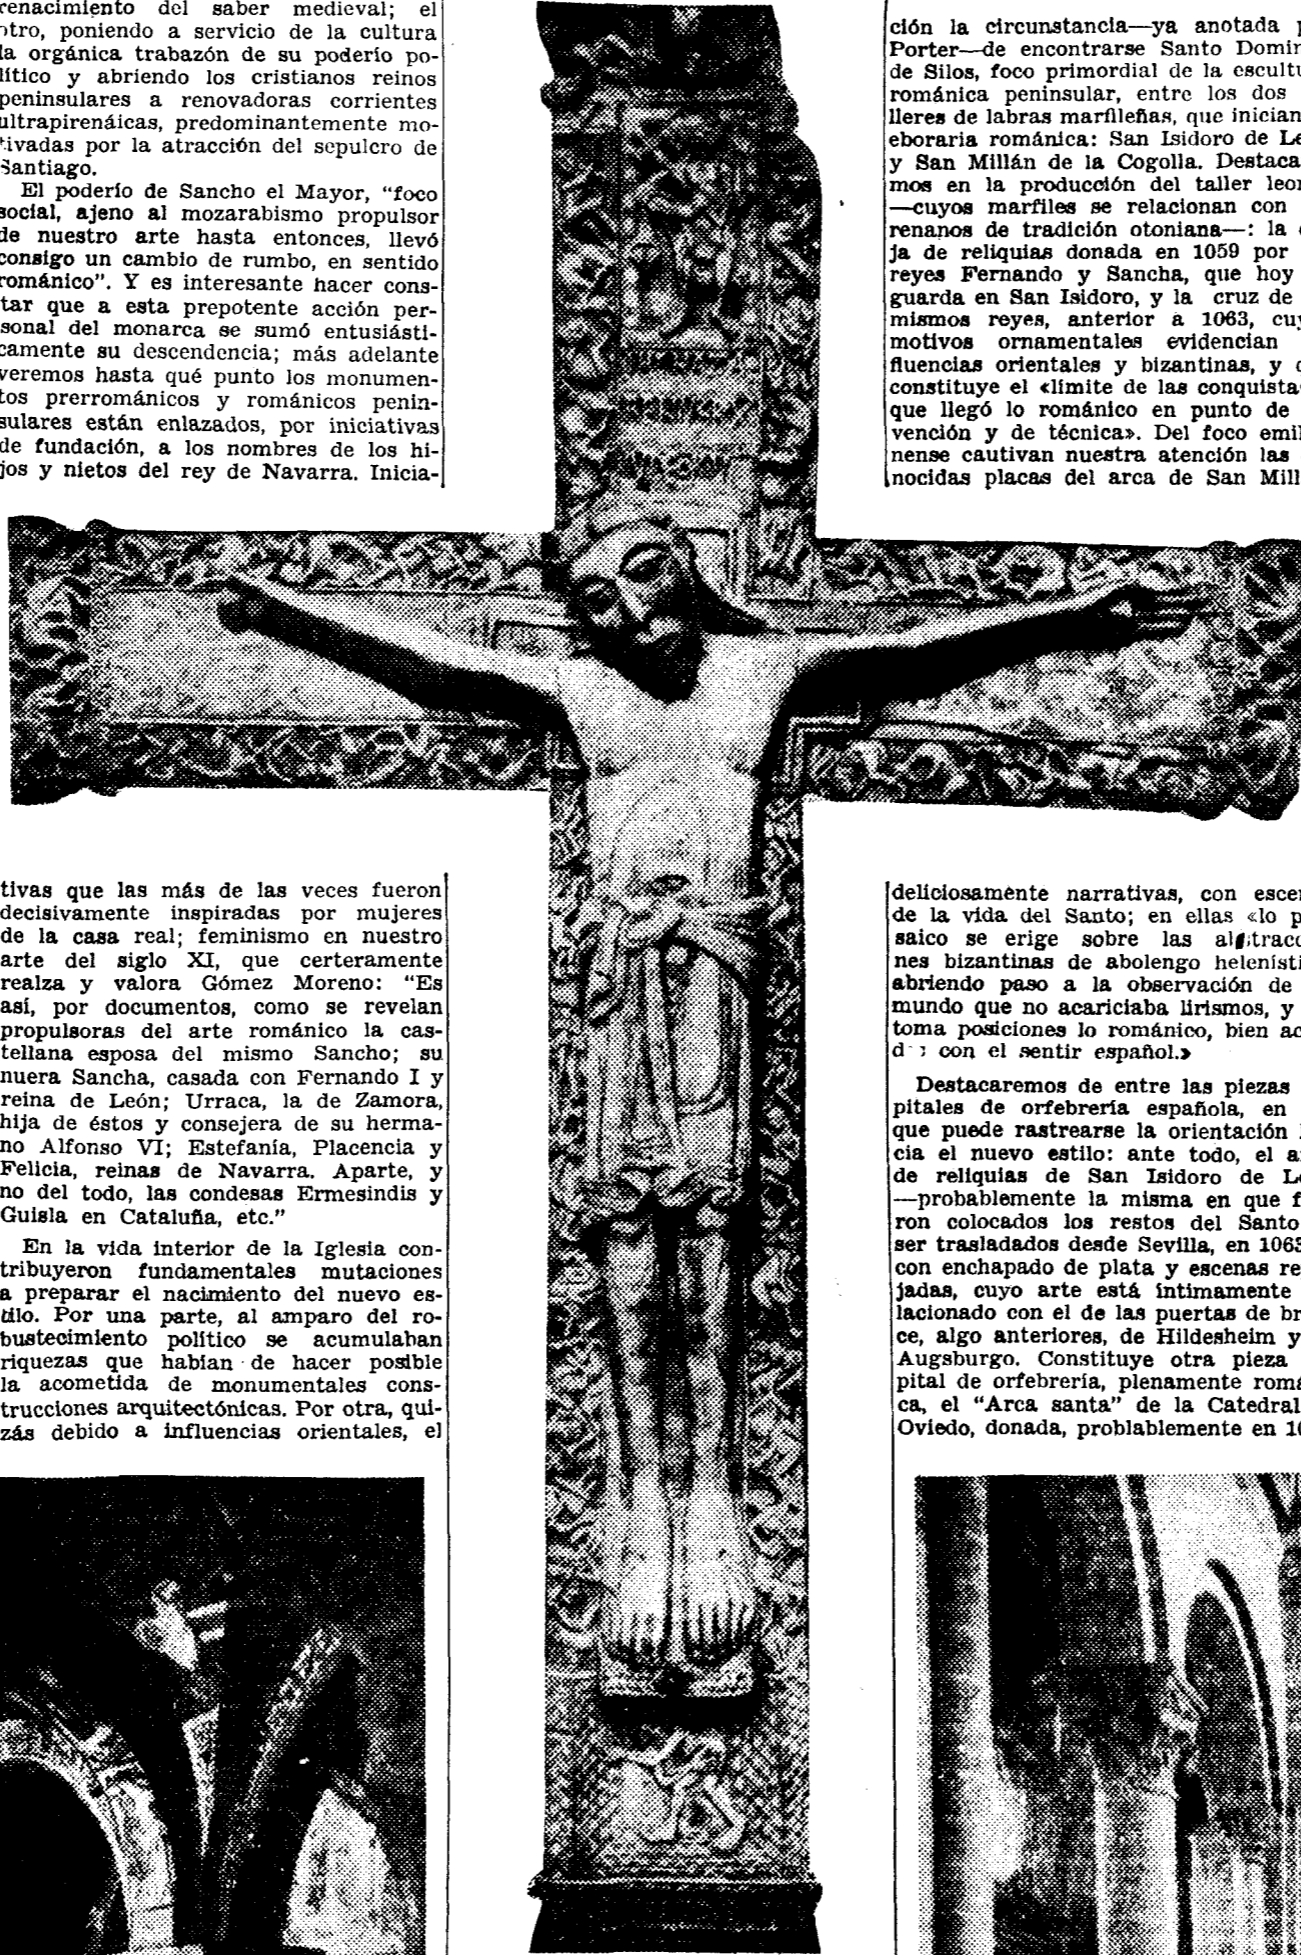 renacimiento del saber medieval; el
otro, poniendo a servicio de la cultura
la orgánica trabazón de su poderío po-
lítico y abriendo los cristianos reinos
peninsulares a renovadoras corrientes
ultrapirenáicas, predominantemente mo-
tivadas por la atracción del sepulcro de
Santiago.
El poderío de Sancho el Mayor, "foco
social, ajeno al mozarabismo propulsor
de nuestro arte hasta entonces, llevó
consigo un cambio de rumbo, en sentido
románico". Y es interesante hacer cons-
tar que a esta prepotente acción per-
sonal del monarca se sumó entusiásti-
camente su descendencia; más adelante
veremos hasta qué punto los monumen-
tos prerrománicos y románicos penin-
sulares están enlazados, por iniciativas
de fundación, a los nombres de los hi-
jos y nietos del rey de Navarra. Inicia-
tivas que las más de las veces fueron
decisivamente inspiradas por mujeres
de la casa real; feminismo en nuestro
arte del siglo XI, que certeramente
realza y valora Gómez Moreno: "Es
así, por documentos, como se revelan
propulsoras del arte románico la cas-
tellana esposa del mismo Sancho; su
nuera Sancha, casada con Fernando I y
reina de León; Urraca, la de Zamora,
hija de éstos y consejera de su herma-
no Alfonso VI; Estefanía, Placencia y
Felicia, reinas de Navarra. Aparte, y
no del todo, las condesas Ermesindis y
Guisla en Cataluña, etc."
En la vida interior de la Iglesia con-
tribuyeron fundamentales mutaciones
a preparar el nacimiento del nuevo es-
tilo. Por una parte, al amparo del ro-
bustecimiento político se acumulaban
riquezas que habían de hacer posible
la acometida de monumentales cons-
trucciones arquitectónicas. Por otra, qui-
zás debido a influencias orientales, el
ción la circunstancia—ya anotada p
Porter—de encontrarse Santo Domin
de Silos, foco primordial de la escultu
románica peninsular, entre los dos
lleres de labras marfileñas, que inician
eboraria románica: San Isidoro de Le
y San Millán de la Cogolla. Destaca
mos en la producción del taller leon
—cuyos marfiles se relacionan con
renanos de tradición otoniana—: la c
ja de reliquias donada en 1059 por
reyes Fernando y Sancha, que hoy
guarda en San Isidoro, y la cruz de
mismos reyes, anterior a 1063, cuy
motivos ornamentales evidencian
fluencias orientales y bizantinas, y q
constituye el «límite de las conquistas
que llegó lo románico en punto de
vención y de técnica». Del foco emili
nense cautivan nuestra atención las
nocidas placas del arca de San Mill
deliciosamente narrativas, con escen
de la vida del Santo; en ellas «lo p
saico se erige sobre las abstracc
nes bizantinas de abolengo helenísti
abriendo paso a la observación de
mundo que no acariciaba lirismos, y
toma posiciones lo románico, bien ac
con el sentir español.»
Destacaremos de entre las piezas
pitales de orfebrería española, en
que puede rastrearse la orientación h
cia el nuevo estilo: ante todo, el a
de reliquias de San Isidoro de Le
—probablemente la misma en que f
ron colocados los restos del Santo
ser trasladados desde Sevilla, en 1063
con enchapado de plata y escenas re
jadas, cuyo arte está íntimamente
lacionado con el de las puertas de br
ce, algo anteriores, de Hildesheim y
Augsburgo. Constituye otra pieza
pital de orfebrería, plenamente romá
ca, el "Arca santa" de la Catedral
Oviedo, donada, problablemente en 10